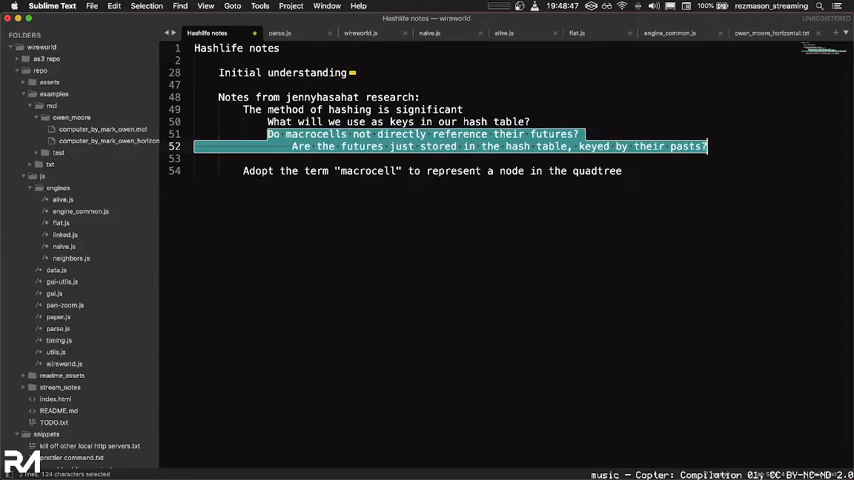 Sublime Text File Edit Selection Find View Goto Tools Project Window Help 19:48:47 100% rezmason_streaming
Hashlife notes — wireworld
UNREGISTERED
FOLDERS
wireworld
as3 repo
repo
assets
examples
mcl
owen_moore
computer_by_mark_owen.mcl
computer_by_mark_owen_horizon
test
txt
js
engines
alive.js
engine_common.js
flat.js
linked.js
naive.js
neighbors.js
data.js
gui-utils.js
gui.js
pan-zoom.js
paper.js
parse.js
timing.js
utils.js
wireworld.js
readme_assets
stream_notes
index.html
README.md
TODO.txt
snippets
kill off other local http servers.txt
prettier command.txt
Hashlife notes parse.js wireworld.js naive.js alive.js flat.js engine_common.js owen_moore_horizontal.txt
1 Hashlife notes
2
28 Initial understanding
47
48 Notes from jennyhasahat research:
49 The method of hashing is significant
50 What will we use as keys in our hash table?
51 Do macrocells not directly reference their futures?
52 Are the futures just stored in the hash table, keyed by their pasts?
53
54 Adopt the term "macrocell" to represent a node in the quadtree
2 lines, 124 characters selected
music - Copter: Compilation 01, CC BY-NC-ND 2.0